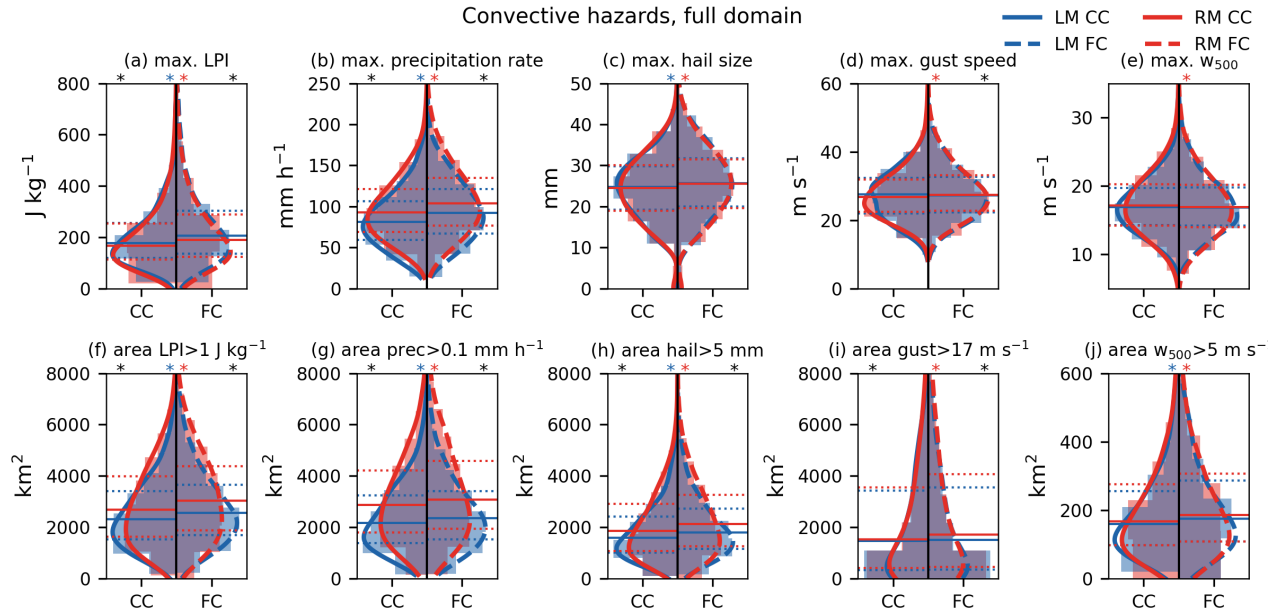 Convective hazards, full domain
LM CC RM CC
LM FC RM FC
(a) max. LPI (b) max. precipitation rate (c) max. hail size (d) max. gust speed (e) max. w₅₀₀
* * * * * * * * * * * * *
800 250 50 60
600 200 40 30
400 150 30 40
200 100 20 20 20
50 10 10
0 0 0 0
J kg⁻¹ mm h⁻¹ mm m s⁻¹ m s⁻¹
CC FC CC FC CC FC CC FC CC FC
(f) area LPI>1 J kg⁻¹ (g) area prec>0.1 mm h⁻¹ (h) area hail>5 mm (i) area gust>17 m s⁻¹ (j) area w₅₀₀>5 m s⁻
* * * * * * * * * * * * * * * * *
8000 8000 8000 8000 600
6000 6000 6000 6000 400
4000 4000 4000 4000
2000 2000 2000 2000 200
0 0 0 0 0
km² km² km² km² km²
CC FC CC FC CC FC CC FC CC FC